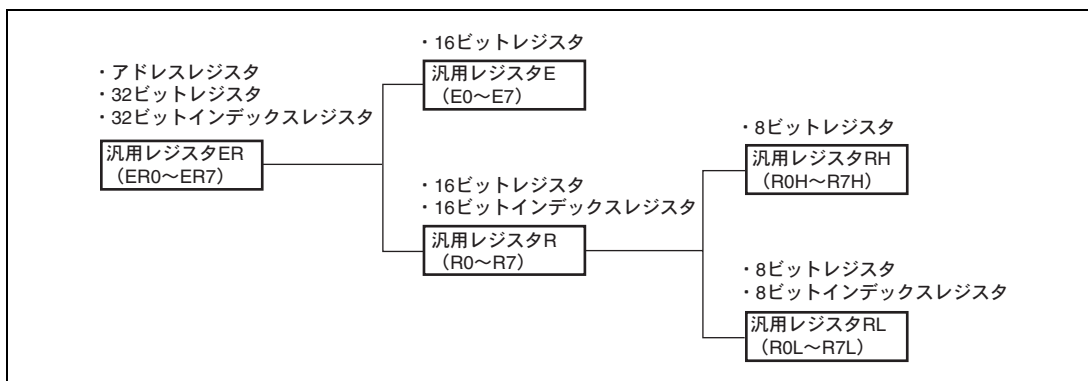 ・アドレスレジスタ
・32ビットレジスタ
・32ビットインデックスレジスタ
汎用レジスタER
（ER0～ER7）
・16ビットレジスタ
汎用レジスタE
（E0～E7）
・16ビットレジスタ
・16ビットインデックスレジスタ
汎用レジスタR
（R0～R7）
・8ビットレジスタ
汎用レジスタRH
（R0H～R7H）
・8ビットレジスタ
・8ビットインデックスレジスタ
汎用レジスタRL
（R0L～R7L）